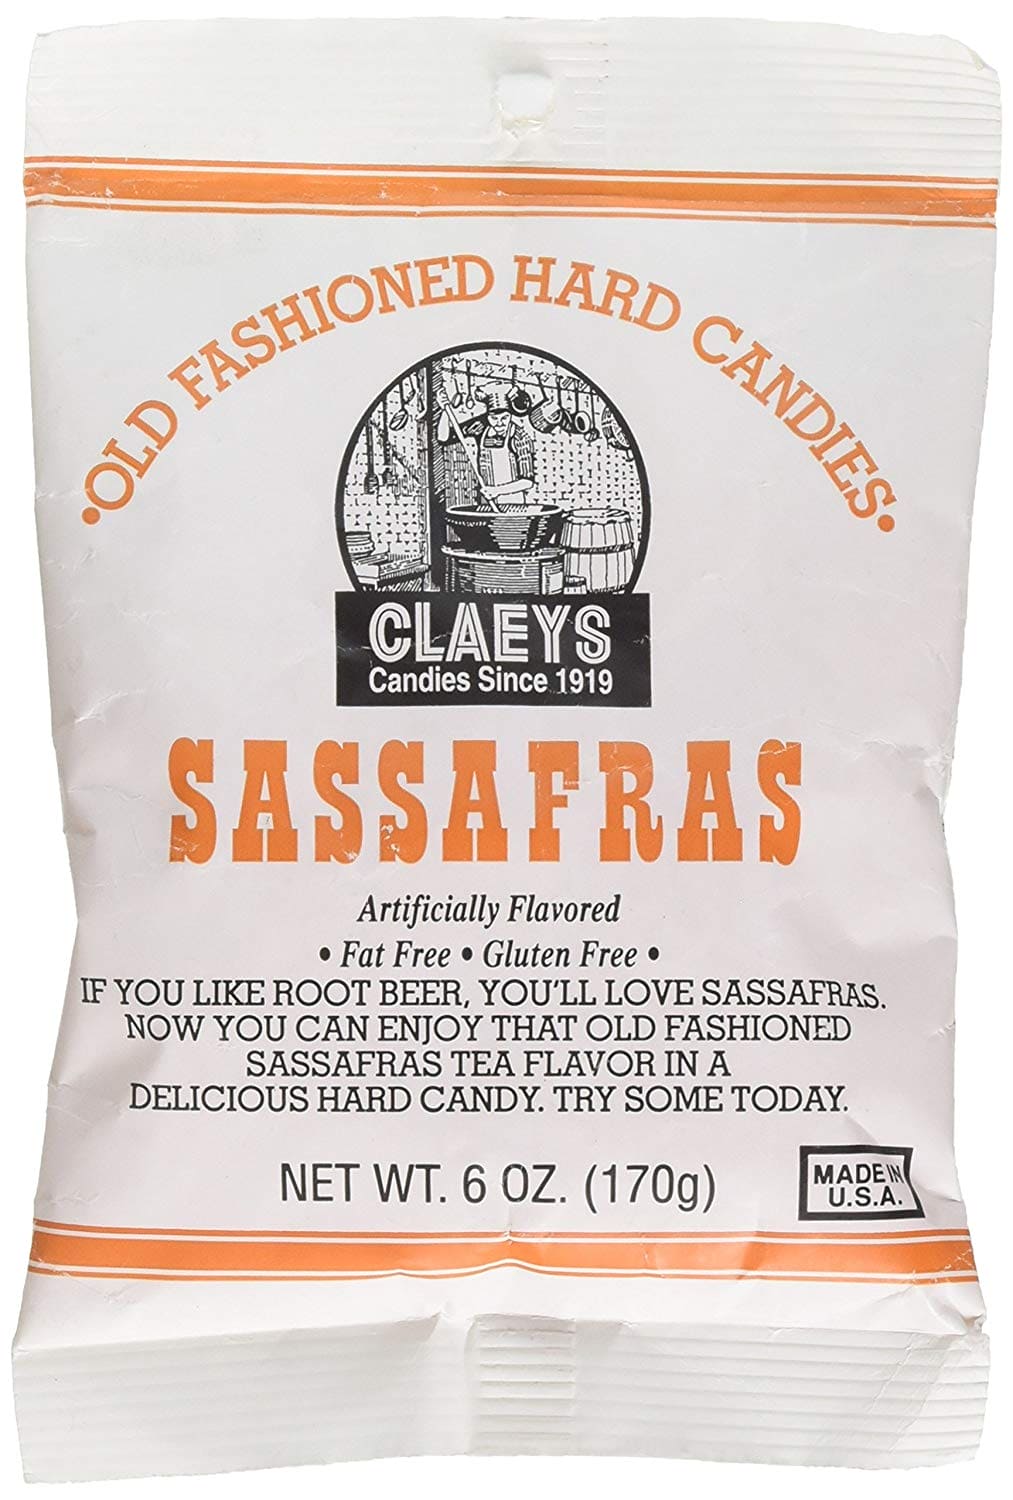 •OLD FASHIONED HARD CANDIES•
CLAEYS
Candies Since 1919
SASSAFRAS
Artificially Flavored
• Fat Free • Gluten Free •
IF YOU LIKE ROOT BEER, YOU'LL LOVE SASSAFRAS.
NOW YOU CAN ENJOY THAT OLD FASHIONED
SASSAFRAS TEA FLAVOR IN A
DELICIOUS HARD CANDY. TRY SOME TODAY.
NET WT. 6 OZ. (170g)
MADE IN
U.S.A.